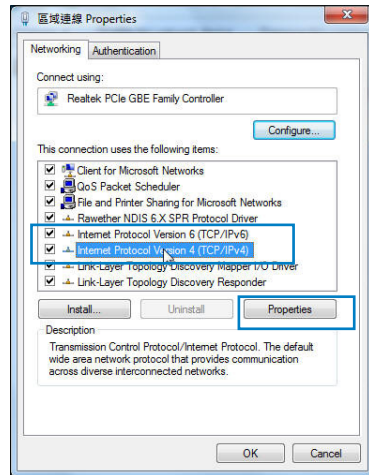 區域連線 Properties
Networking
Authentication
Connect using:
Realtek PCIe GBE Family Controller
Configure...
This connection uses the following items:
Client for Microsoft Networks
QoS Packet Scheduler
File and Printer Sharing for Microsoft Networks
Rawether NDIS 6.X SPR Protocol Driver
Internet Protocol Version 6 (TCP/IPv6)
Internet Protocol Version 4 (TCP/IPv4)
Link-Layer Topology Discovery Mapper I/O Driver
Link-Layer Topology Discovery Responder
Install...
Uninstall
Properties
Description
Transmission Control Protocol/Internet Protocol. The default
wide area network protocol that provides communication
across diverse interconnected networks.
OK
Cancel